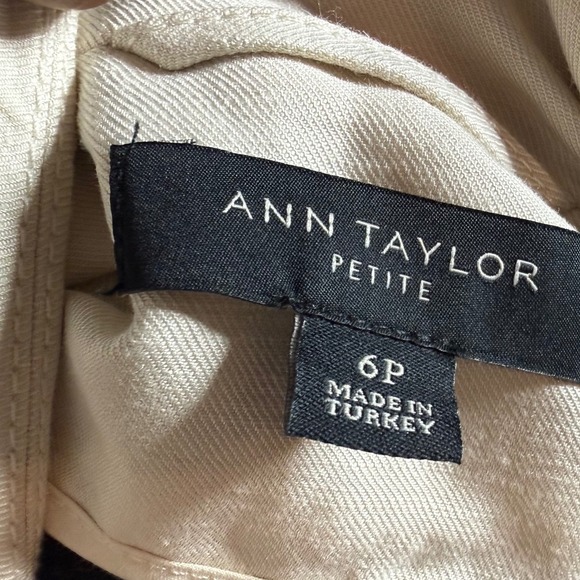 ANN TAYLOR
PETITE
6P
MADE IN
TURKEY